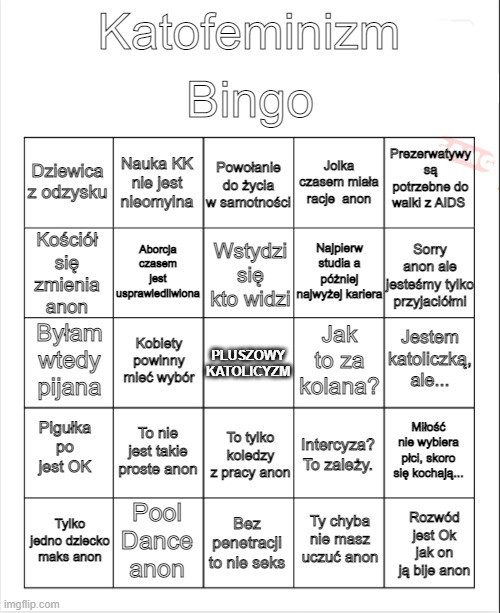 Katofeminizm
Bingo
Dziewica
z odzysku
Nauka KK
nie jest
nieomylna
Powołanie
do życia
w samotności
Jolka
czasem miała
racje anon
Prezerwatywy
są
potrzebne do
walki z AIDS
Kościół
się
zmienia
anon
Aborcja
czasem
jest
usprawiedliwiona
Wstydzi
się
kto widzi
Najpierw
studia a
później
najwyżej kariera
Sorry
anon ale
jesteśmy tylko
przyjaciółmi
Byłam
wtedy
pijana
Kobiety
powinny
mieć wybór
PLUSZOWY
KATOLICYZM
Jak
to za
kolana?
Jestem
katoliczką,
ale...
Pigułka
po
jest OK
To nie
jest takie
proste anon
To tylko
koledzy
z pracy anon
Intercyza?
To zależy.
Miłość
nie wybiera
płci, skoro
się kochają...
Tylko
jedno dziecko
maks anon
Pool
Dance
anon
Bez
penetracji
to nie seks
Ty chyba
nie masz
uczuć anon
Rozwód
jest Ok
jak on
ją bije anon
imgflip.com